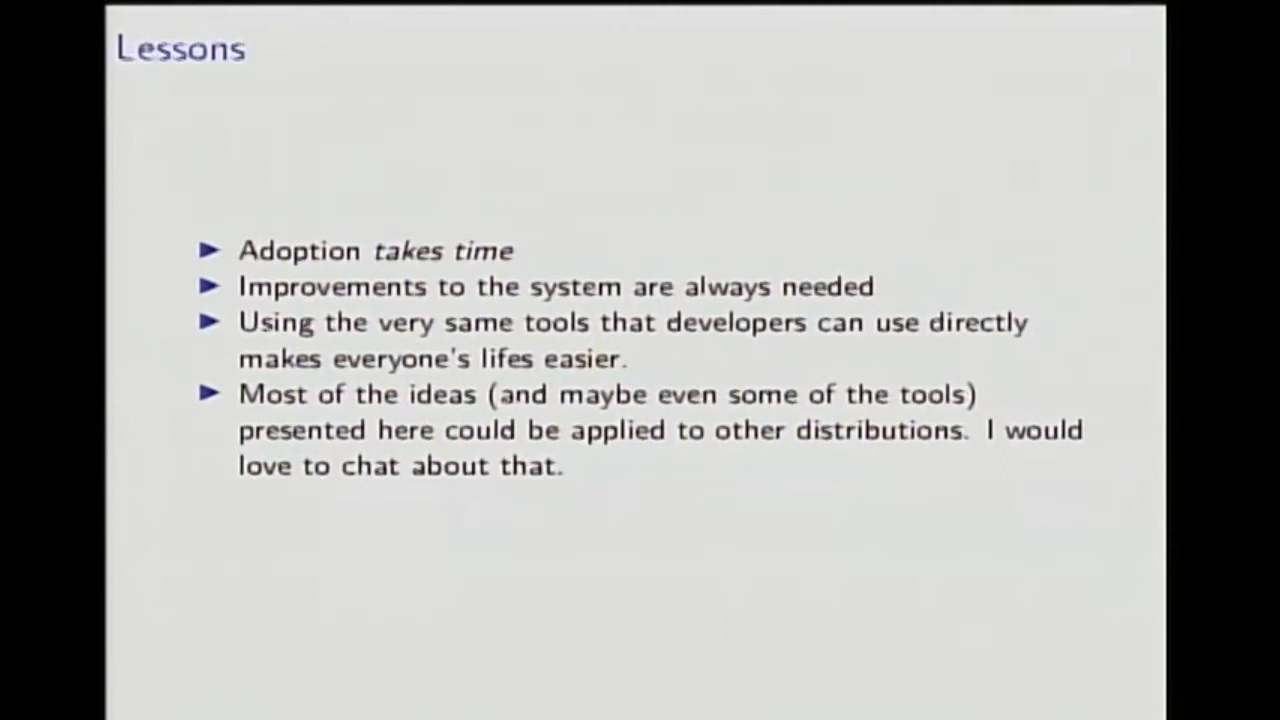 Lessons
Adoption takes time
Improvements to the system are always needed
Using the very same tools that developers can use directly
makes everyone's lifes easier.
Most of the ideas (and maybe even some of the tools)
presented here could be applied to other distributions. I would
love to chat about that.